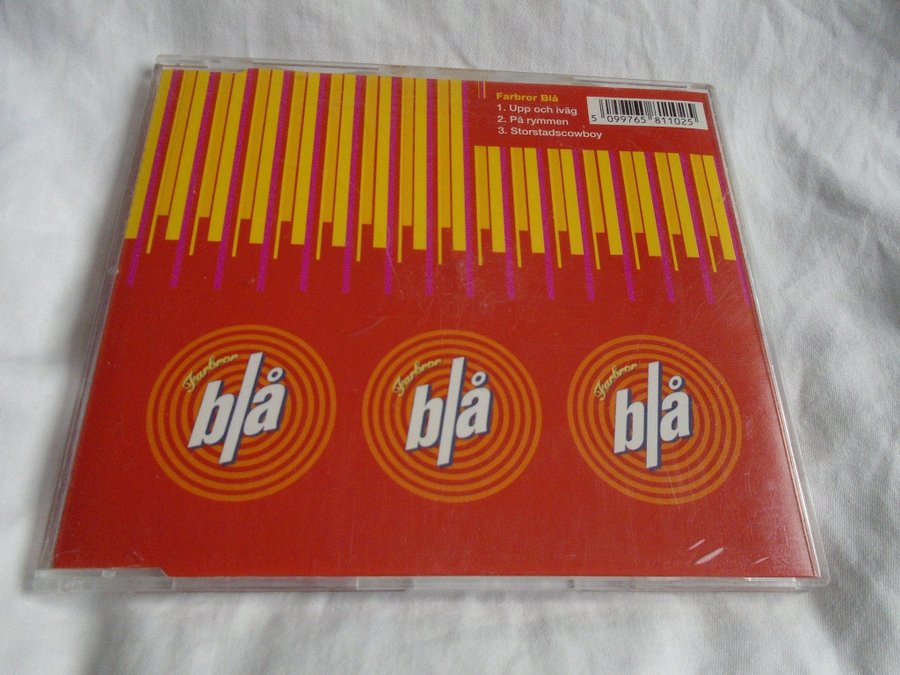 Farbror Blå
1. Upp och iväg
2. På rymmen
3. Storstadscowboy
5 099765 811025
Farbror
blå
Farbror
blå
Farbror
blå